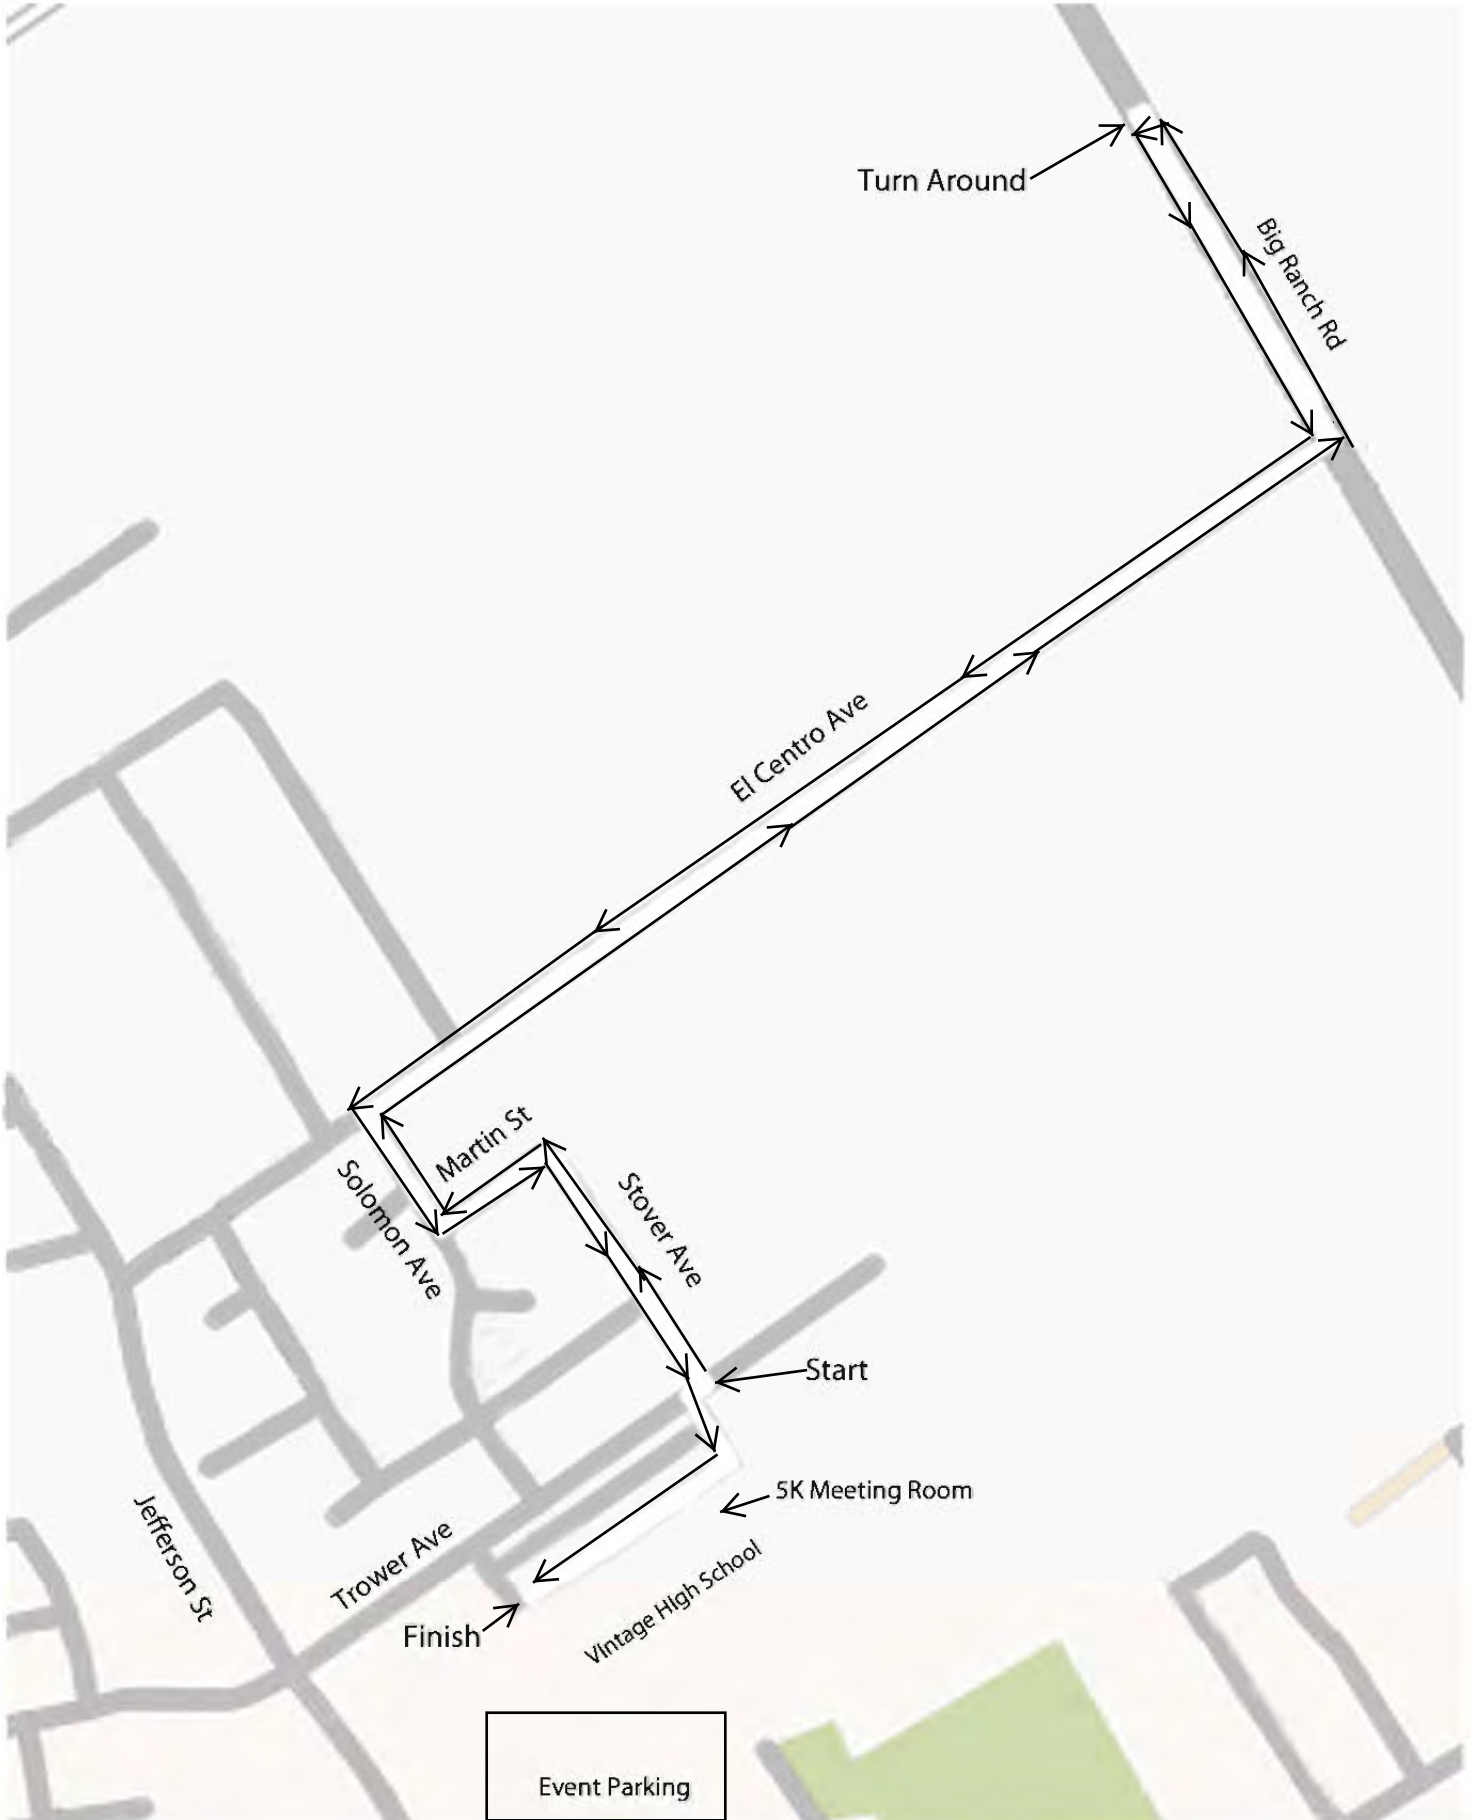 Turn Around
Big Ranch Rd
El Centro Ave
Martin St
Solomon Ave
Stover Ave
Start
5K Meeting Room
Jefferson St
Trower Ave
VIntage HIgh School
Finish
Event Parking